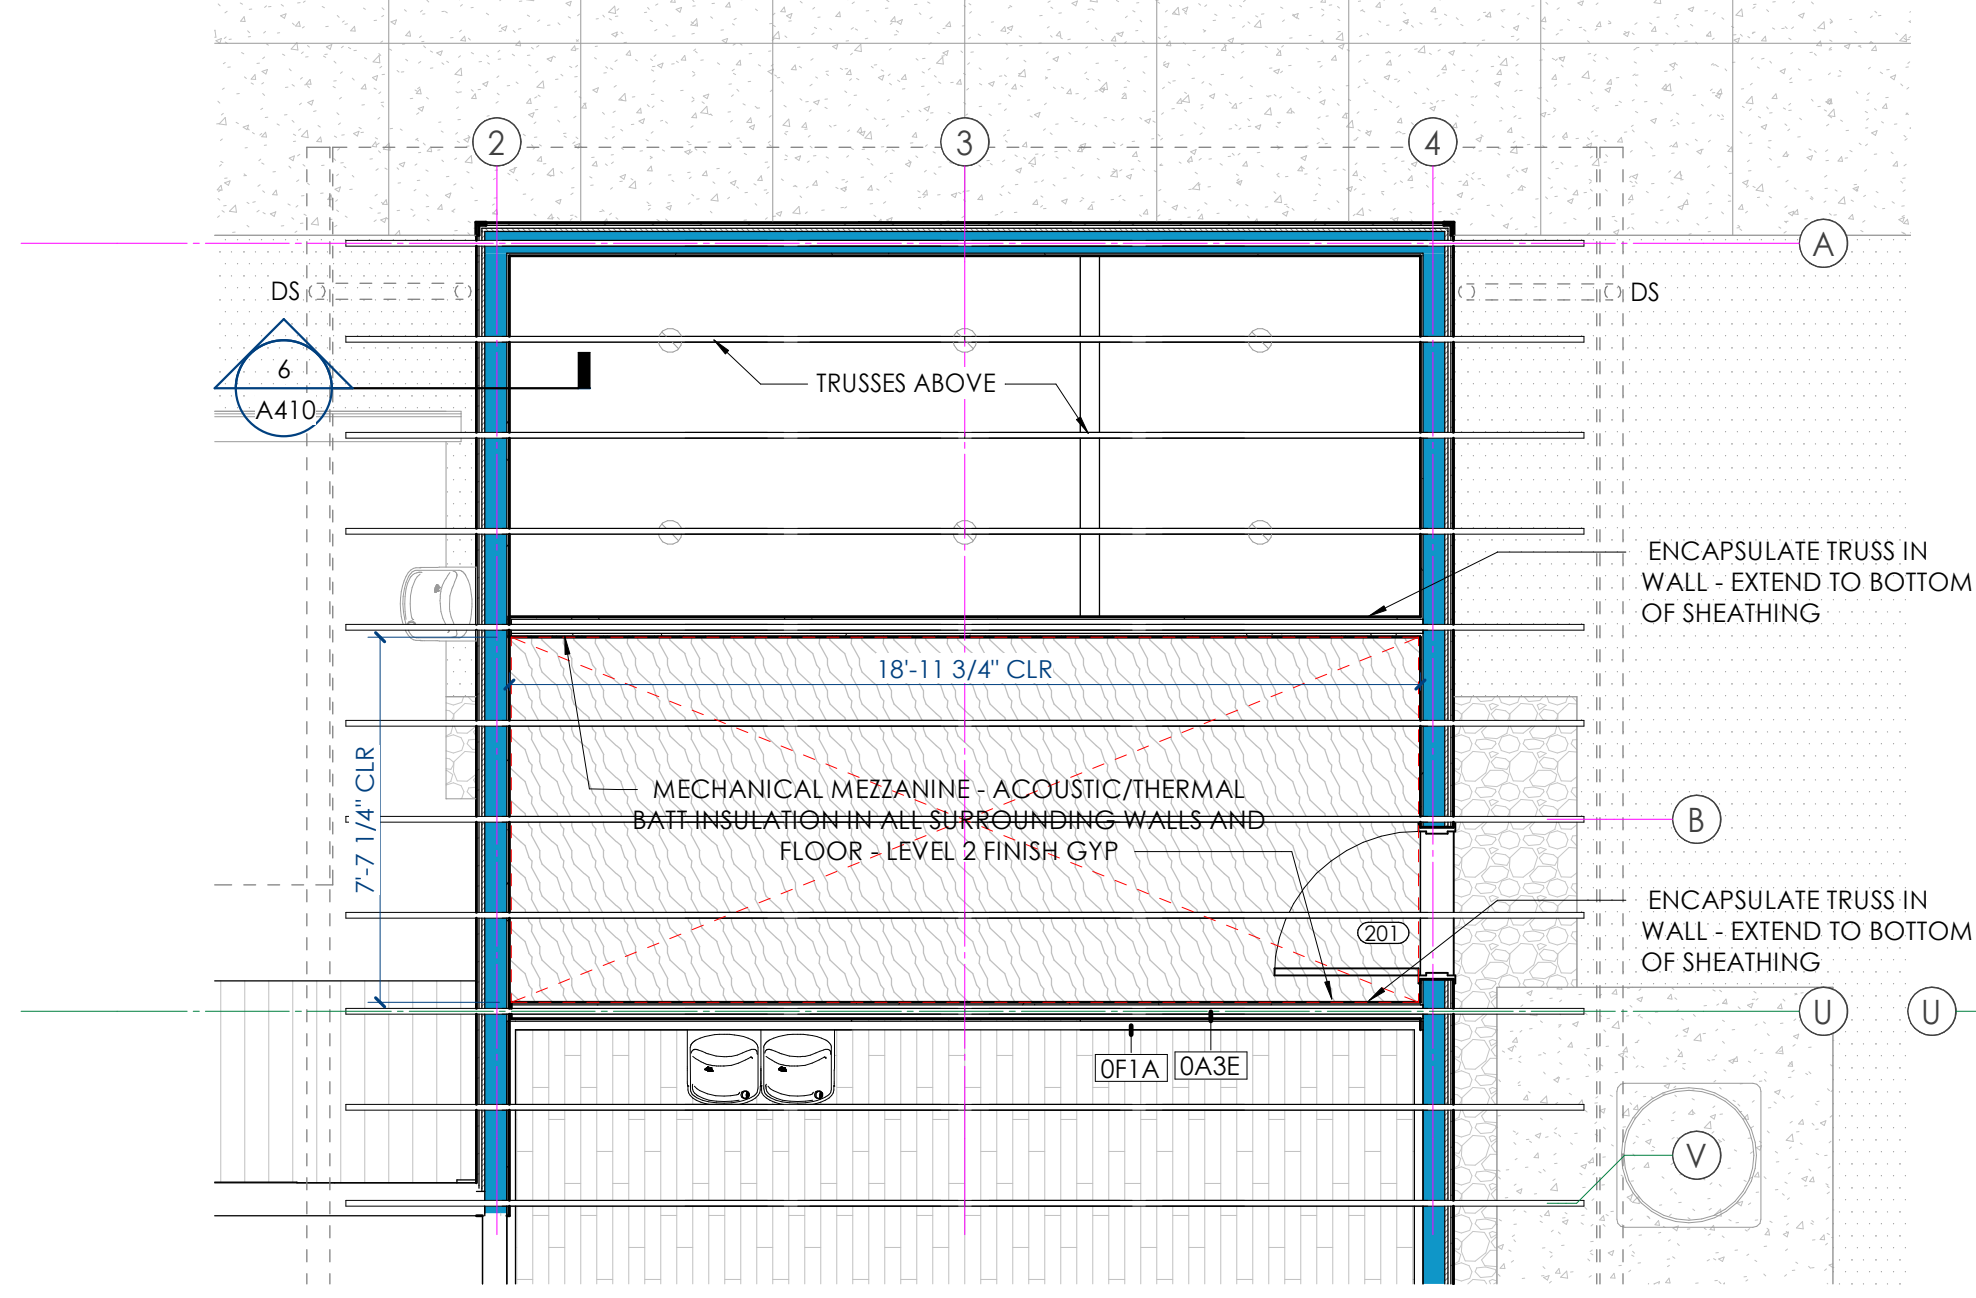 2
3
4
A
DS
DS
6
A410
TRUSSES ABOVE
ENCAPSULATE TRUSS IN
WALL - EXTEND TO BOTTOM
OF SHEATHING
18'-11 3/4" CLR
7'-7 1/4" CLR
MECHANICAL MEZZANINE - ACOUSTIC/THERMAL
BATT INSULATION IN ALL SURROUNDING WALLS AND
FLOOR - LEVEL 2 FINISH GYP
B
201
ENCAPSULATE TRUSS IN
WALL - EXTEND TO BOTTOM
OF SHEATHING
U
U
0F1A
0A3E
V